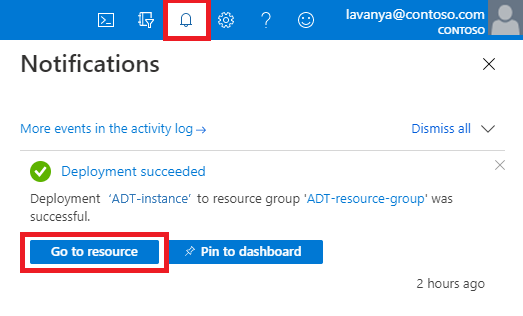 lavanya@contoso.com
CONTOSO
Notifications
More events in the activity log →
Dismiss all
Deployment succeeded
Deployment 'ADT-instance' to resource group 'ADT-resource-group' was
successful.
Go to resource
Pin to dashboard
2 hours ago